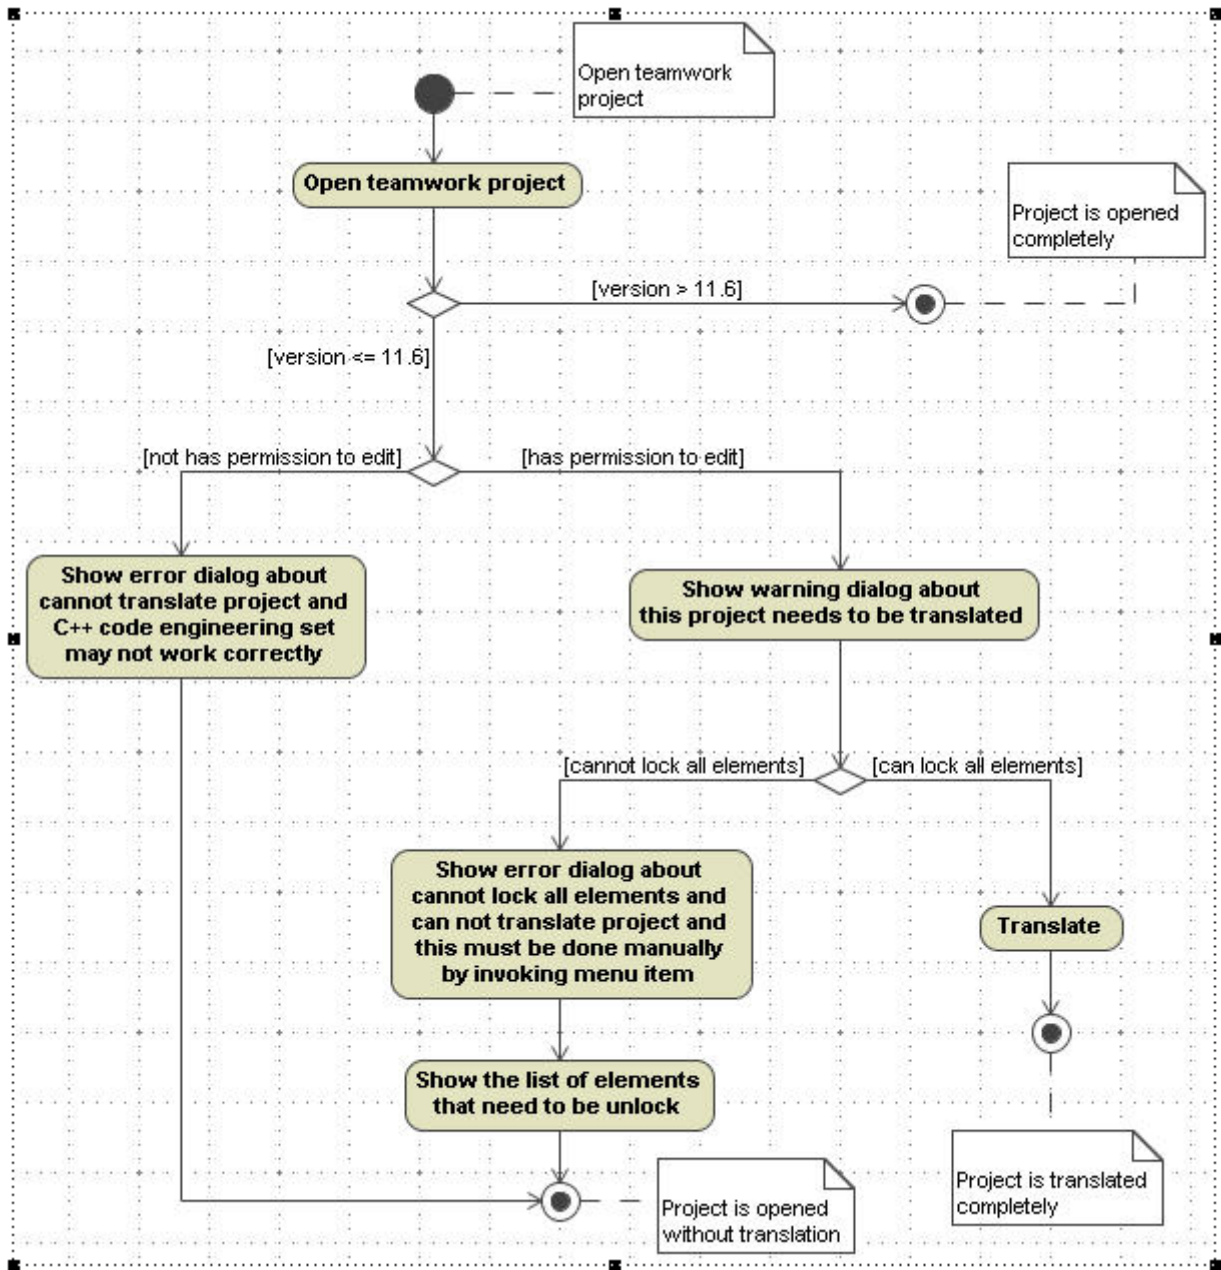 Open teamwork
project
Open teamwork project
Project is opened
completely
[version > 11.6]
[version <= 11.6]
[not has permission to edit]
[has permission to edit]
Show error dialog about
cannot translate project and
C++ code engineering set
may not work correctly
Show warning dialog about
this project needs to be translated
[cannot lock all elements]
[can lock all elements]
Show error dialog about
cannot lock all elements and
can not translate project and
this must be done manually
by invoking menu item
Translate
Show the list of elements
that need to be unlock
Project is translated
completely
Project is opened
without translation